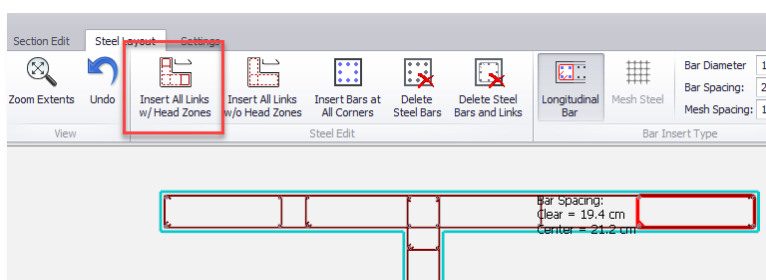 Section Edit Steel Layout Settings
Zoom Extents
Undo
Insert All Links
w/ Head Zones
Insert All Links
w/o Head Zones
Insert Bars at
All Corners
Delete
Steel Bars
Delete Steel
Bars and Links
Longitudinal
Bar
Mesh Steel
Bar Diameter 1
Bar Spacing: 2
Mesh Spacing: 1
View Steel Edit Bar Insert Type
Bar Spacing:
Clear = 19.4 cm
Center = 21.2 cm